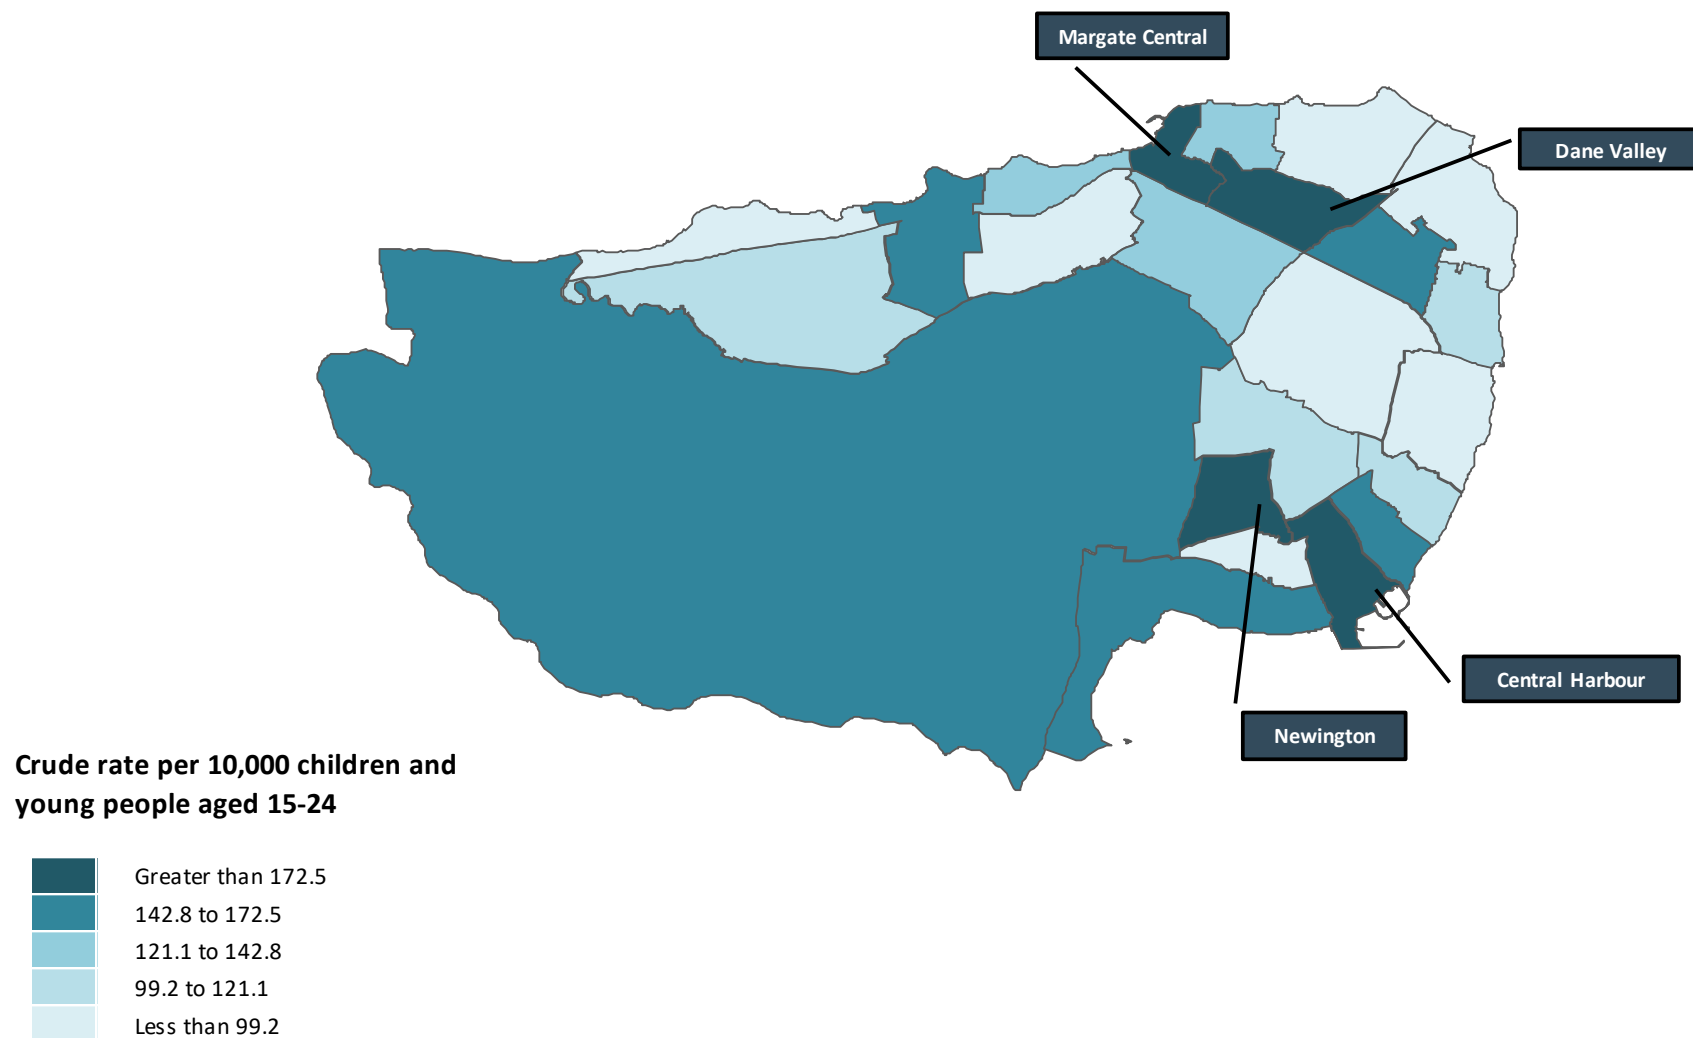 Margate Central
Dane Valley
Central Harbour
Newington
Crude rate per 10,000 children and
young people aged 15-24
Greater than 172.5
142.8 to 172.5
121.1 to 142.8
99.2 to 121.1
Less than 99.2